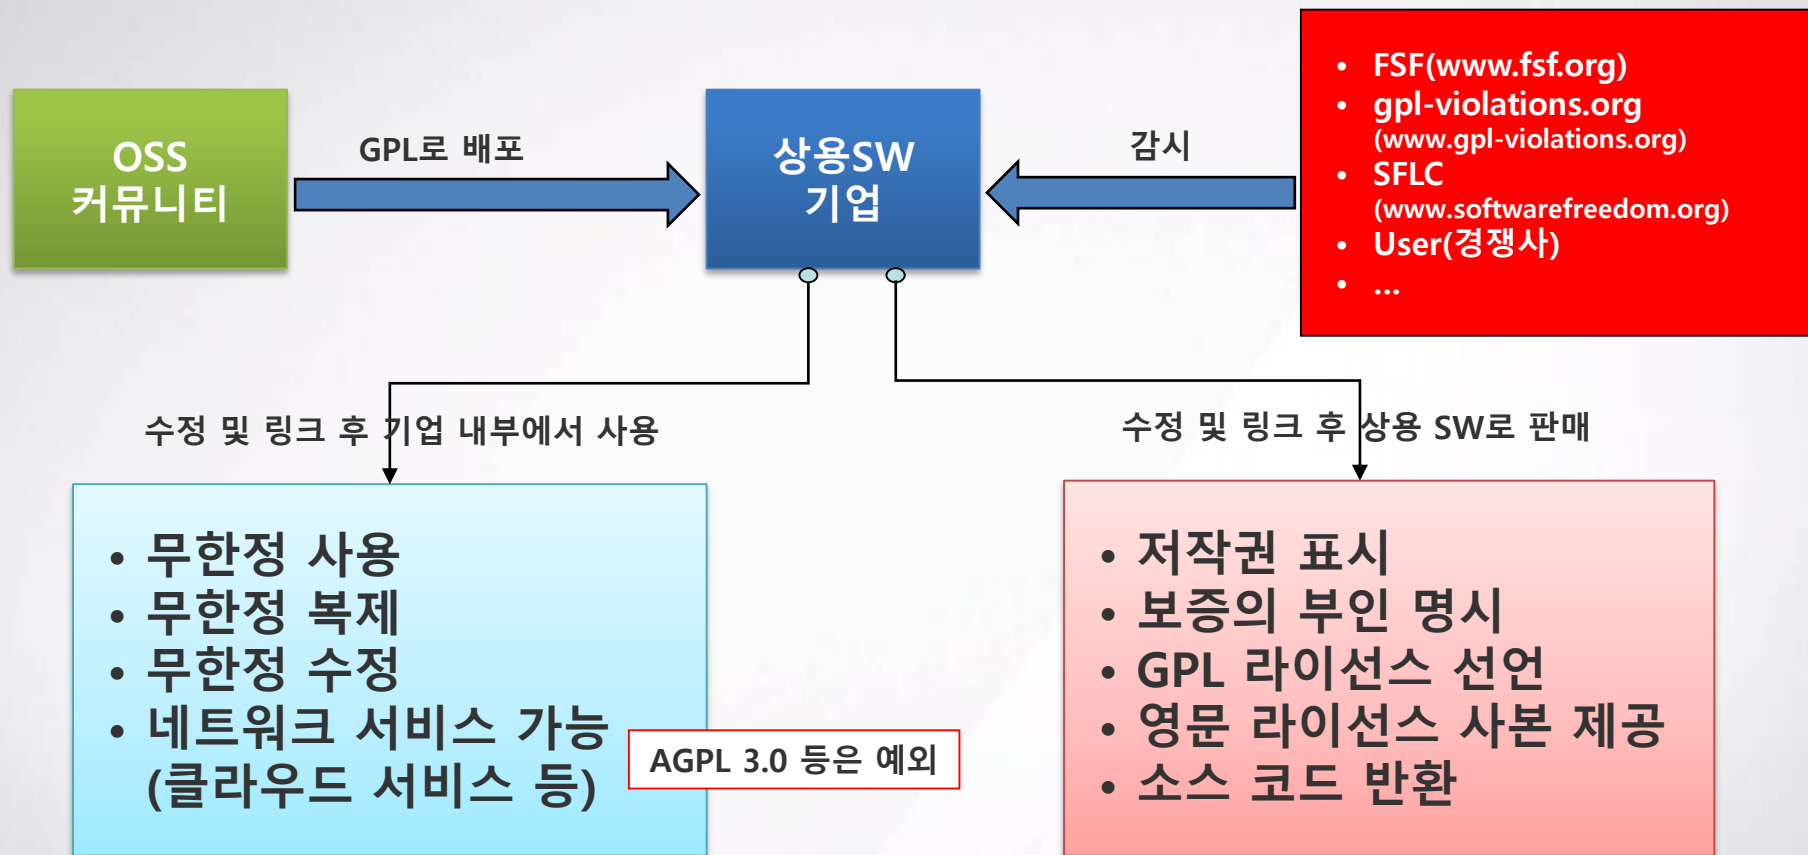 OSS
커뮤니티
GPL로 배포
상용SW
기업
감시
• FSF(www.fsf.org)
• gpl-violations.org
(www.gpl-violations.org)
• SFLC
(www.softwarefreedom.org)
• User(경쟁사)
• ...
수정 및 링크 후 기업 내부에서 사용
수정 및 링크 후 상용 SW로 판매
• 무한정 사용
• 무한정 복제
• 무한정 수정
• 네트워크 서비스 가능
(클라우드 서비스 등)
AGPL 3.0 등은 예외
• 저작권 표시
• 보증의 부인 명시
• GPL 라이선스 선언
• 영문 라이선스 사본 제공
• 소스 코드 반환